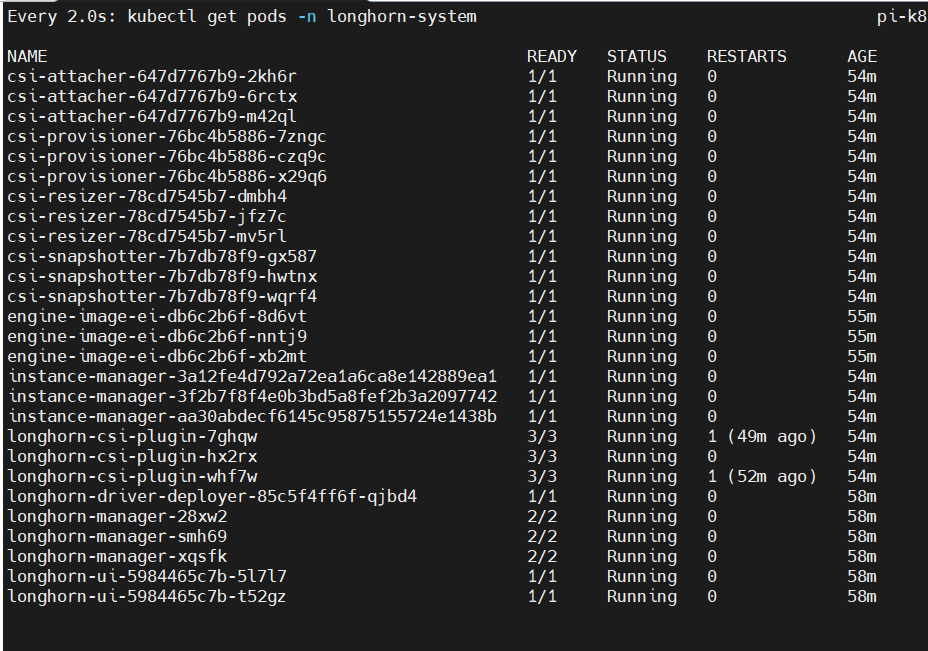 Every 2.0s: kubectl get pods -n longhorn-system pi-k8
NAME READY STATUS RESTARTS AGE
csi-attacher-647d7767b9-2kh6r 1/1 Running 0 54m
csi-attacher-647d7767b9-6rctx 1/1 Running 0 54m
csi-attacher-647d7767b9-m42ql 1/1 Running 0 54m
csi-provisioner-76bc4b5886-7zngc 1/1 Running 0 54m
csi-provisioner-76bc4b5886-czq9c 1/1 Running 0 54m
csi-provisioner-76bc4b5886-x29q6 1/1 Running 0 54m
csi-resizer-78cd7545b7-dmbh4 1/1 Running 0 54m
csi-resizer-78cd7545b7-jfz7c 1/1 Running 0 54m
csi-resizer-78cd7545b7-mv5rl 1/1 Running 0 54m
csi-snapshotter-7b7db78f9-gx587 1/1 Running 0 54m
csi-snapshotter-7b7db78f9-hwtnx 1/1 Running 0 54m
csi-snapshotter-7b7db78f9-wqrf4 1/1 Running 0 54m
engine-image-ei-db6c2b6f-8d6vt 1/1 Running 0 55m
engine-image-ei-db6c2b6f-nntj9 1/1 Running 0 55m
engine-image-ei-db6c2b6f-xb2mt 1/1 Running 0 55m
instance-manager-3a12fe4d792a72ea1a6ca8e142889ea1 1/1 Running 0 54m
instance-manager-3f2b7f8f4e0b3bd5a8fef2b3a2097742 1/1 Running 0 54m
instance-manager-aa30abdecf6145c95875155724e1438b 1/1 Running 0 54m
longhorn-csi-plugin-7ghqw 3/3 Running 1 (49m ago) 54m
longhorn-csi-plugin-hx2rx 3/3 Running 0 54m
longhorn-csi-plugin-whf7w 3/3 Running 1 (52m ago) 54m
longhorn-driver-deployer-85c5f4ff6f-qjbd4 1/1 Running 0 58m
longhorn-manager-28xw2 2/2 Running 0 58m
longhorn-manager-smh69 2/2 Running 0 58m
longhorn-manager-xqsfk 2/2 Running 0 58m
longhorn-ui-5984465c7b-5l7l7 1/1 Running 0 58m
longhorn-ui-5984465c7b-t52gz 1/1 Running 0 58m